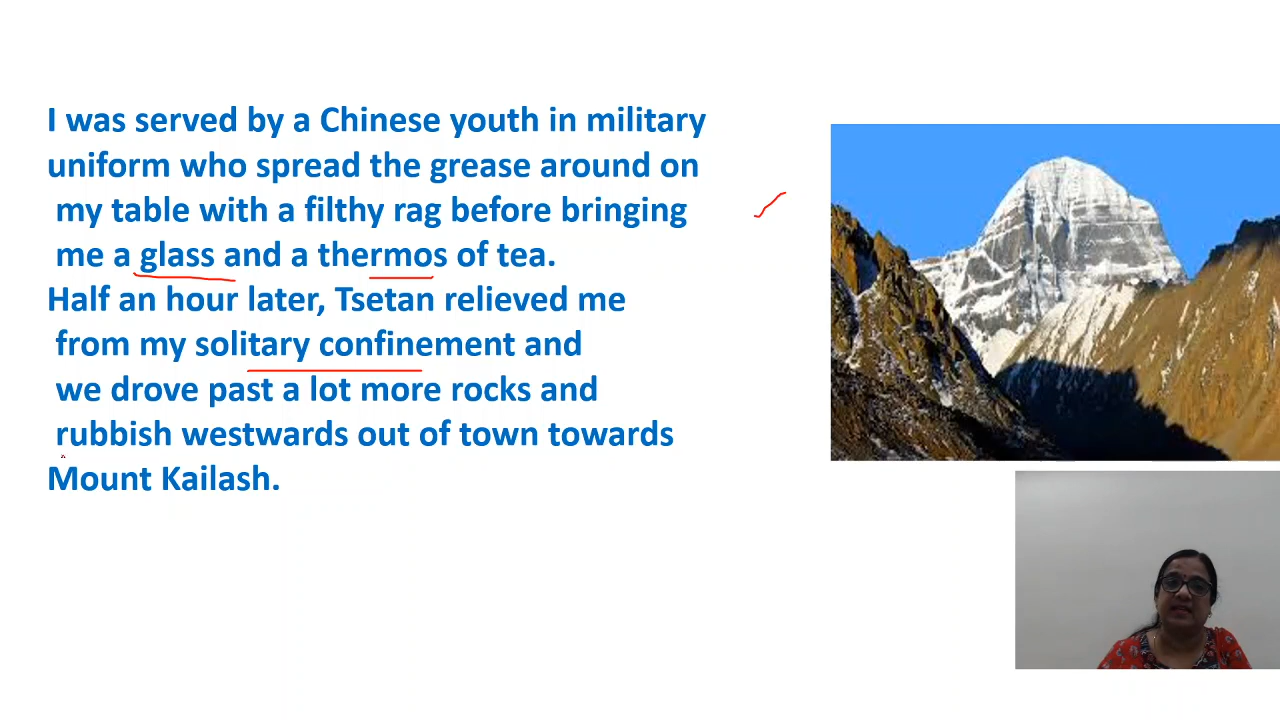 I was served by a Chinese youth in military
uniform who spread the grease around on
my table with a filthy rag before bringing
me a glass and a thermos of tea.
Half an hour later, Tsetan relieved me
from my solitary confinement and
we drove past a lot more rocks and
rubbish westwards out of town towards
Mount Kailash.